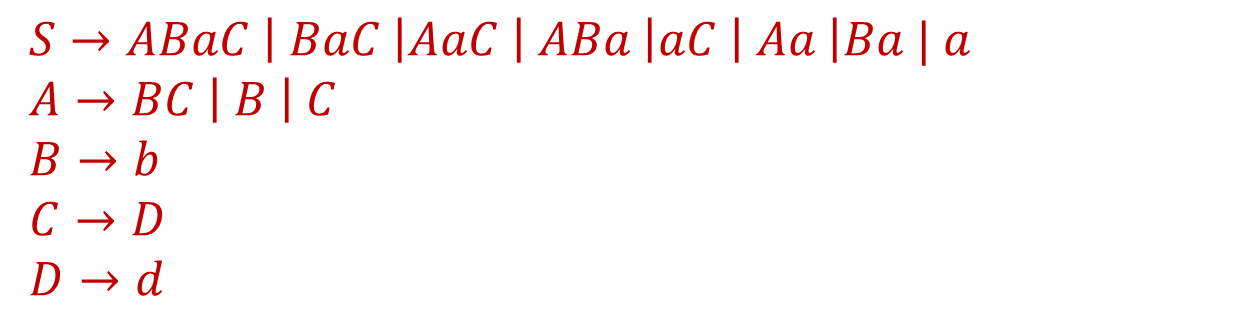 S → ABaC | BaC |AaC | ABa |aC | Aa |Ba | a
A → BC | B | C
B → b
C → D
D → d